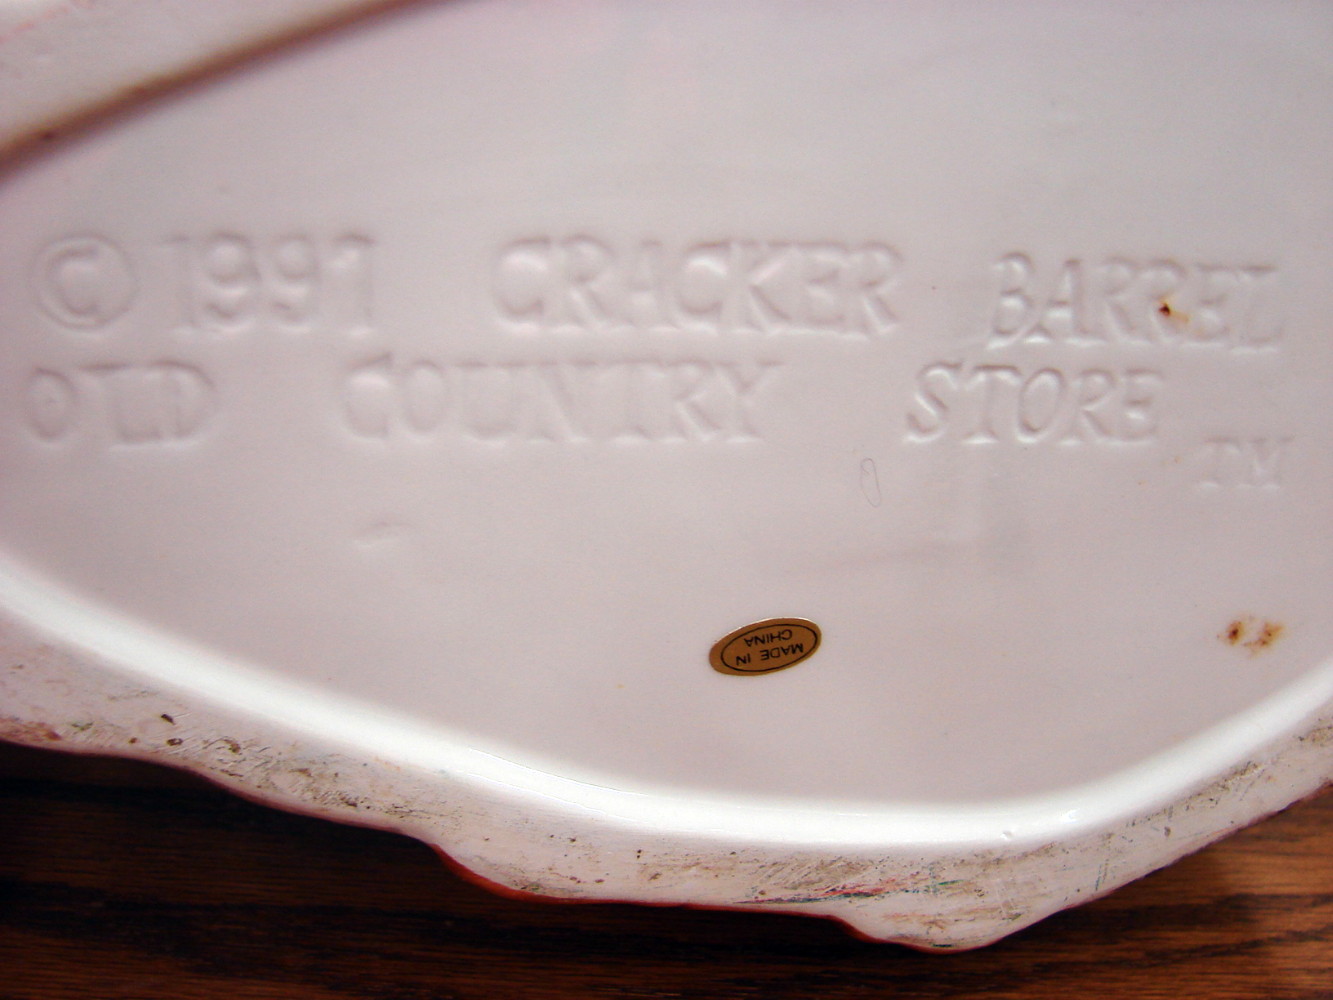 © 1997 CRACKER BARREL
OLD COUNTRY STORE
TM
MADE IN
CHINA